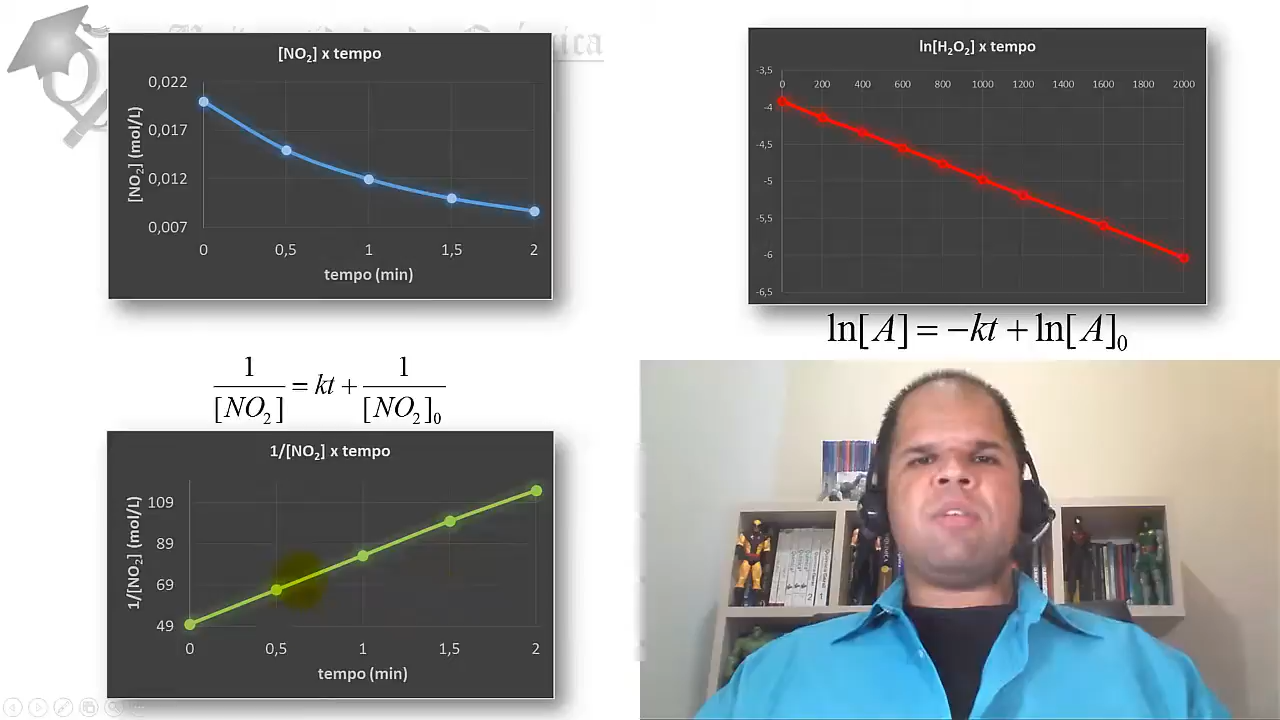 [NO₂] x tempo
[NO₂] (mol/L)
0,022
0,017
0,012
0,007
0 0,5 1 1,5 2
tempo (min)
ln[H₂O₂] x tempo
-3,5
0 200 400 600 800 1000 1200 1400 1600 1800 2000
-4
-4,5
-5
-5,5
-6
-6,5
ln[A] = −kt + ln[A]₀
1/[NO₂] = kt + 1/[NO₂]₀
1/[NO₂] x tempo
1/[NO₂] (mol/L)
109
89
69
49
0 0,5 1 1,5 2
tempo (min)